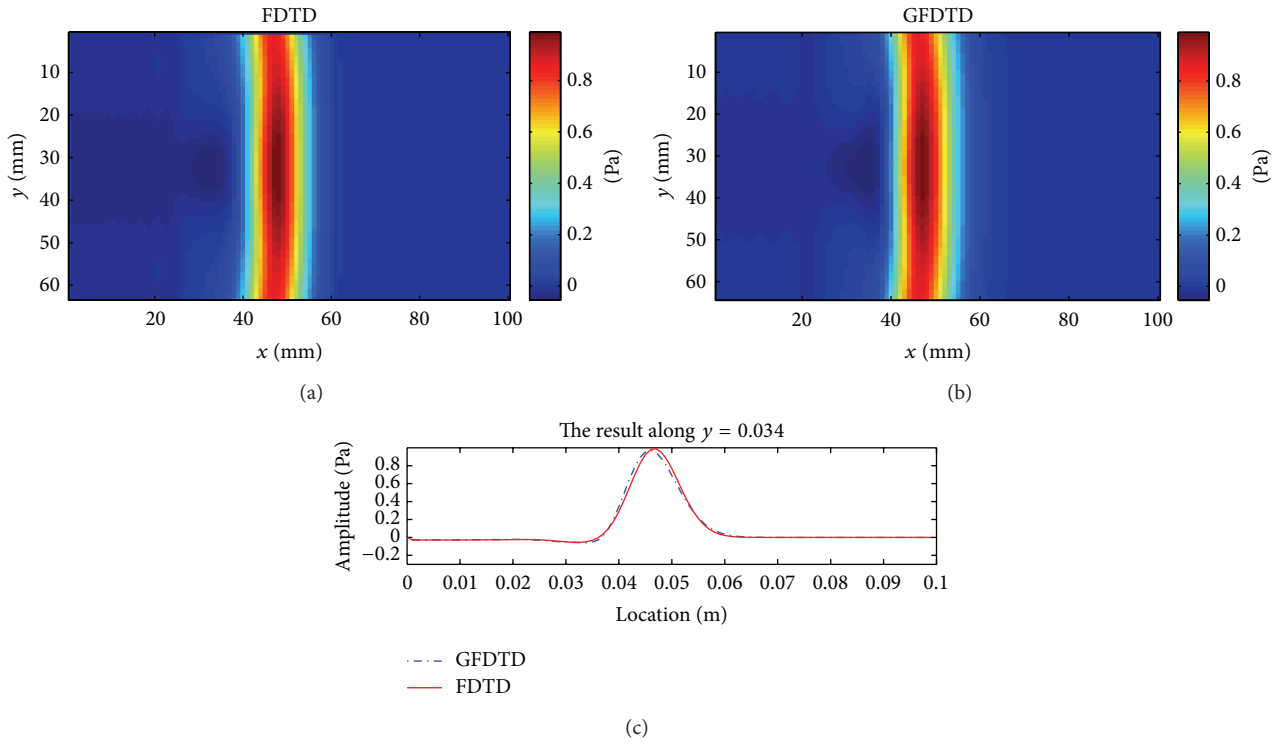 FDTD
10
20
30
40
50
60
y (mm)
20
40
60
80
100
x (mm)
0.8
0.6
0.4
0.2
0
(Pa)
(a)
GFDTD
10
20
30
40
50
60
y (mm)
20
40
60
80
100
x (mm)
0.8
0.6
0.4
0.2
0
(Pa)
(b)
The result along y = 0.034
0.8
0.6
0.4
0.2
0
−0.2
Amplitude (Pa)
0 0.01 0.02 0.03 0.04 0.05 0.06 0.07 0.08 0.09 0.1
Location (m)
GFDTD
FDTD
(c)